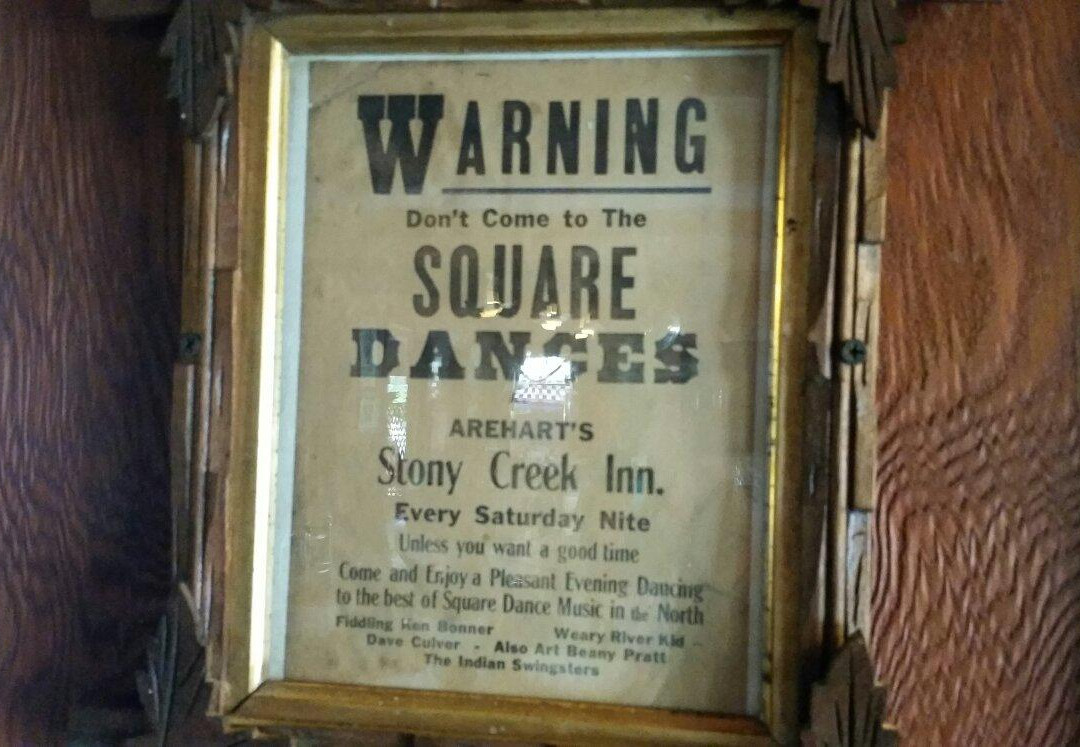 WARNING
Don't Come to The
SQUARE
DANCES
AREHART'S
Stony Creek Inn.
Every Saturday Nite
Unless you want a good time
Come and Enjoy a Pleasant Evening Dancing
to the best of Square Dance Music in the North
Fiddling Ken Bonner Weary River Kid
Dave Culver - Also Art Beany Pratt
The Indian Swingsters